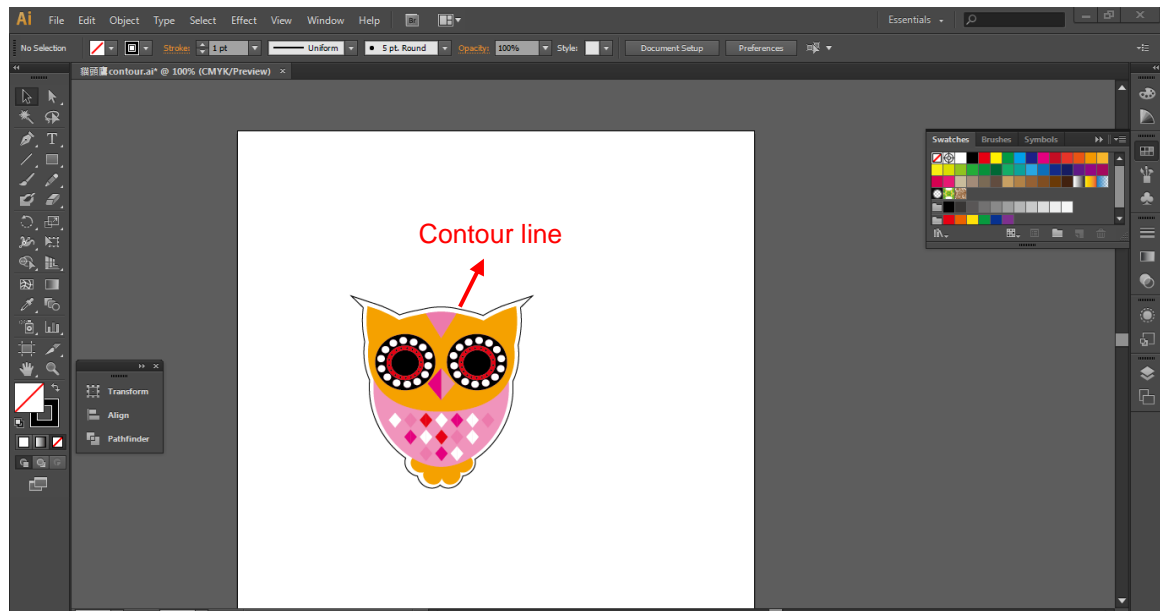 Ai File Edit Object Type Select Effect View Window Help Br Essentials
No Selection Stroke: 1 pt Uniform 5 pt. Round Opacity: 100% Style: Document Setup Preferences
contour.ai* @ 100% (CMYK/Preview) ×
Swatches Brushes Symbols
Contour line
Transform
Align
Pathfinder